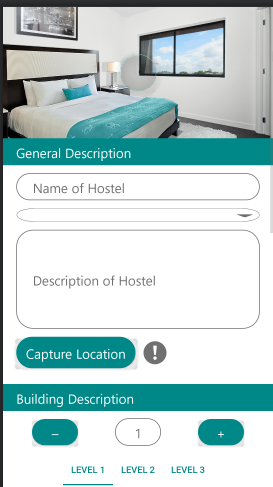 General Description
Name of Hostel
Description of Hostel
Capture Location !
Building Description
– 1 +
LEVEL 1 LEVEL 2 LEVEL 3